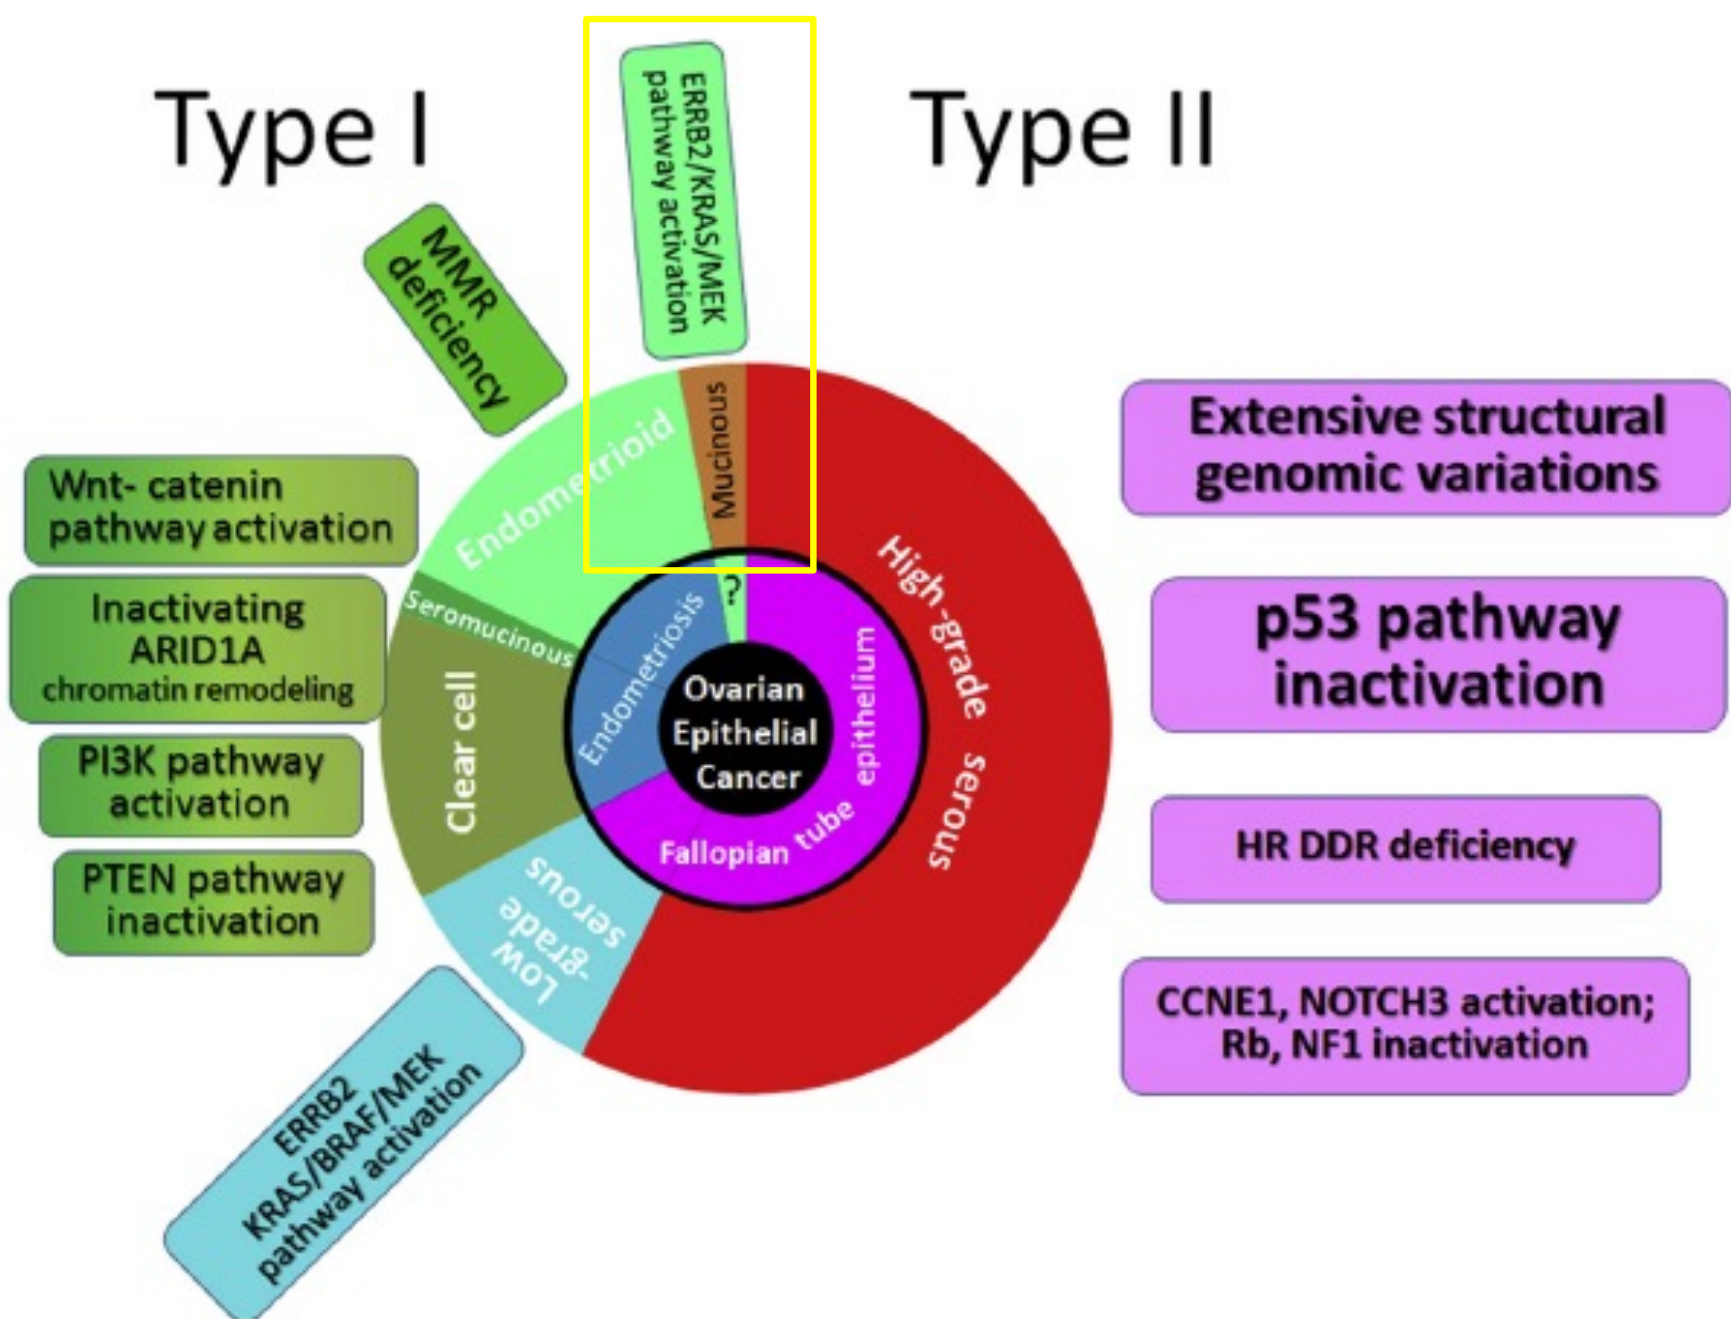 Type I
Type II
ERRB2/KRAS/MEK
pathway activation
MMR
deficiency
Wnt- catenin
pathway activation
Inactivating
ARID1A
chromatin remodeling
PI3K pathway
activation
PTEN pathway
inactivation
ERRB2
KRAS/BRAF/MEK
pathway activation
Mucinous
Endometrioid
Seromucinous
Clear cell
Low
-grade
serous
High-grade serous
?
Endometriosis
Fallopian tube epithelium
Ovarian
Epithelial
Cancer
Extensive structural
genomic variations
p53 pathway
inactivation
HR DDR deficiency
CCNE1, NOTCH3 activation;
Rb, NF1 inactivation